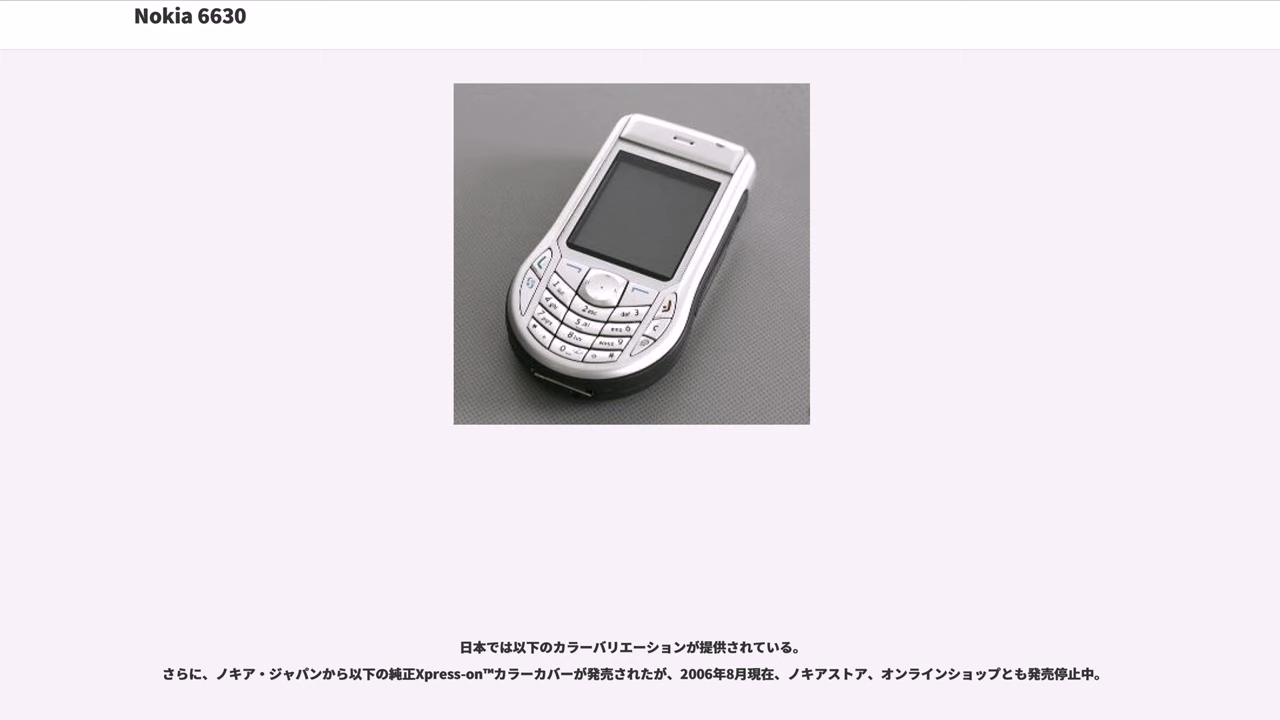 Nokia 6630
日本では以下のカラーバリエーションが提供されている。
さらに、ノキア・ジャパンから以下の純正Xpress-on™カラーカバーが発売されたが、2006年8月現在、ノキアストア、オンラインショップとも発売停止中。